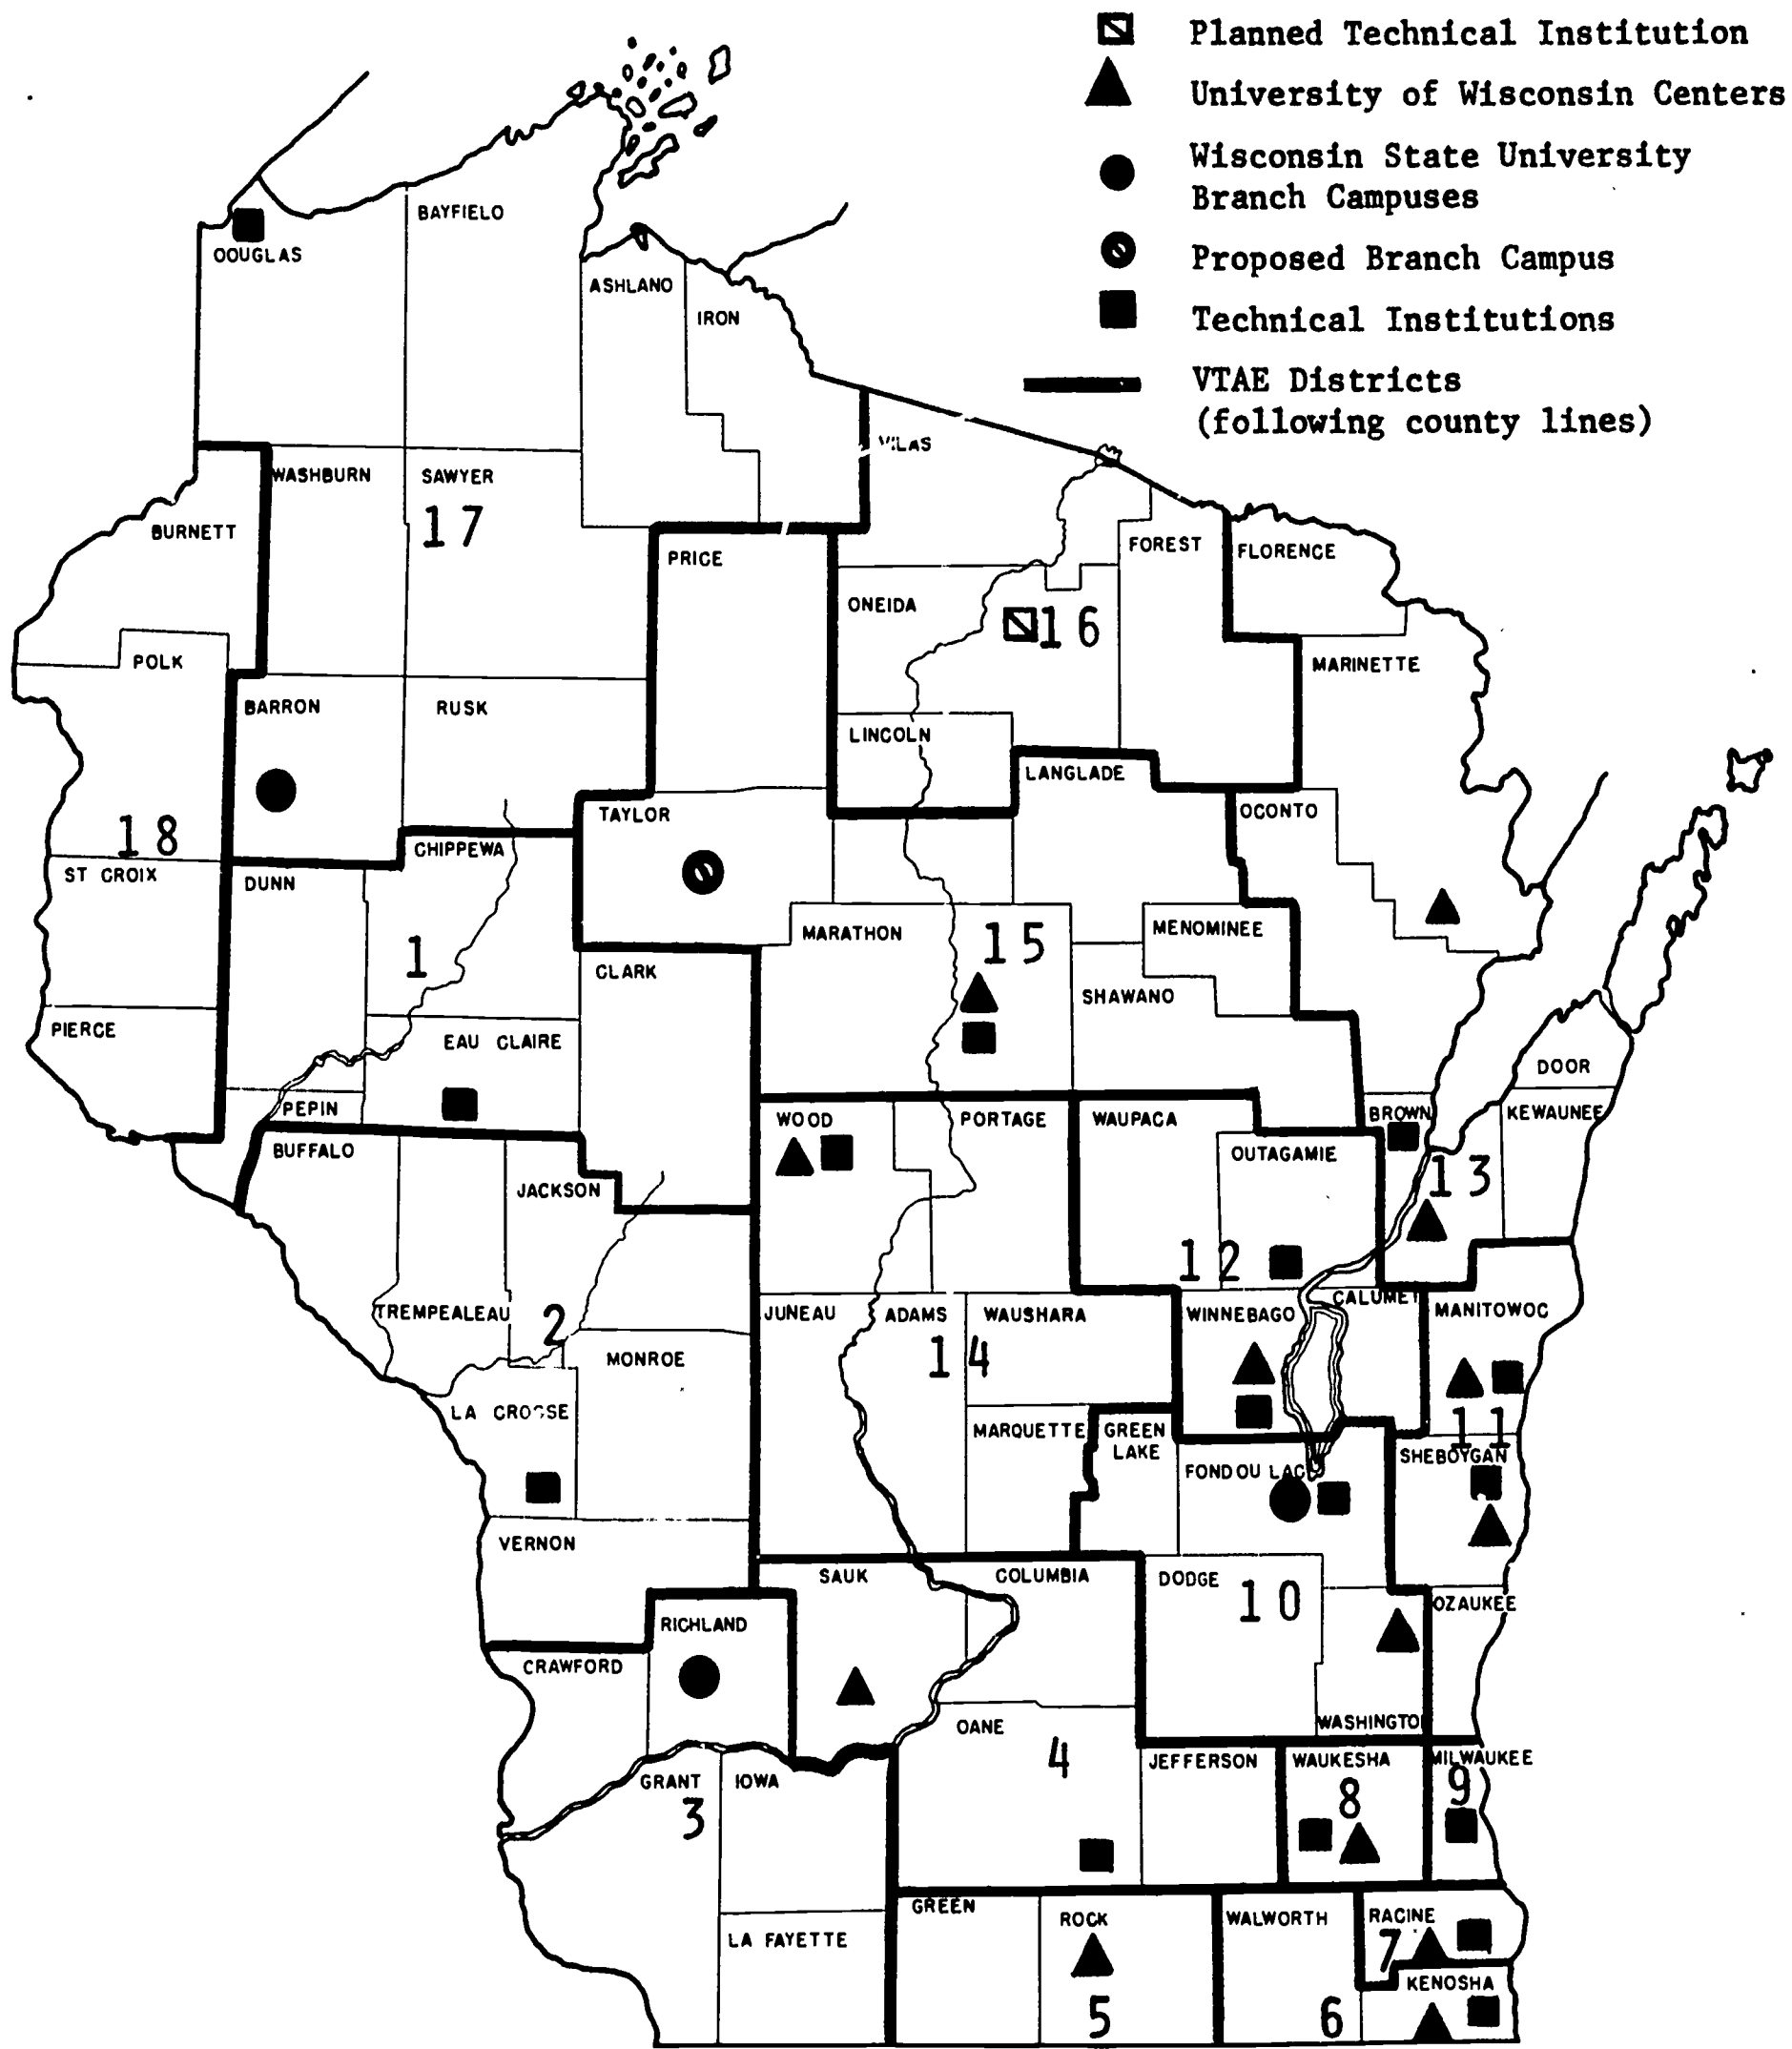 Planned Technical Institution
University of Wisconsin Centers
Wisconsin State University
Branch Campuses
Proposed Branch Campus
Technical Institutions
VTAE Districts
(following county lines)
BAYFIELO
OOUGLAS
ASHLANO
IRON
VILAS
WASHBURN
SAWYER
17
BURNETT
PRICE
FOREST
FLORENCE
ONEIDA
16
POLK
MARINETTE
BARRON
RUSK
LINCOLN
LANGLADE
TAYLOR
OCONTO
18
CHIPPEWA
ST CROIX
DUNN
MARATHON
15
MENOMINEE
1
CLARK
SHAWANO
PIERCE
EAU CLAIRE
DOOR
PEPIN
WOOD
PORTAGE
WAUPACA
BROWN
KEWAUNEE
BUFFALO
OUTAGAMIE
13
JACKSON
12
TREMPEALEAU
2
JUNEAU
ADAMS
WAUSHARA
WINNEBAGO
CALUMET
MANITOWOC
MONROE
14
LA CROSSE
MARQUETTE
GREEN
LAKE
11
SHEBOYGAN
FOND OU LAC
VERNON
SAUK
COLUMBIA
DODGE
10
OZAUKEE
RICHLAND
CRAWFORD
WASHINGTO
OANE
4
JEFFERSON
WAUKESHA
MILWAUKEE
GRANT
IOWA
3
8
9
GREEN
ROCK
WALWORTH
RACINE
LA FAYETTE
7
KENOSHA
5
6